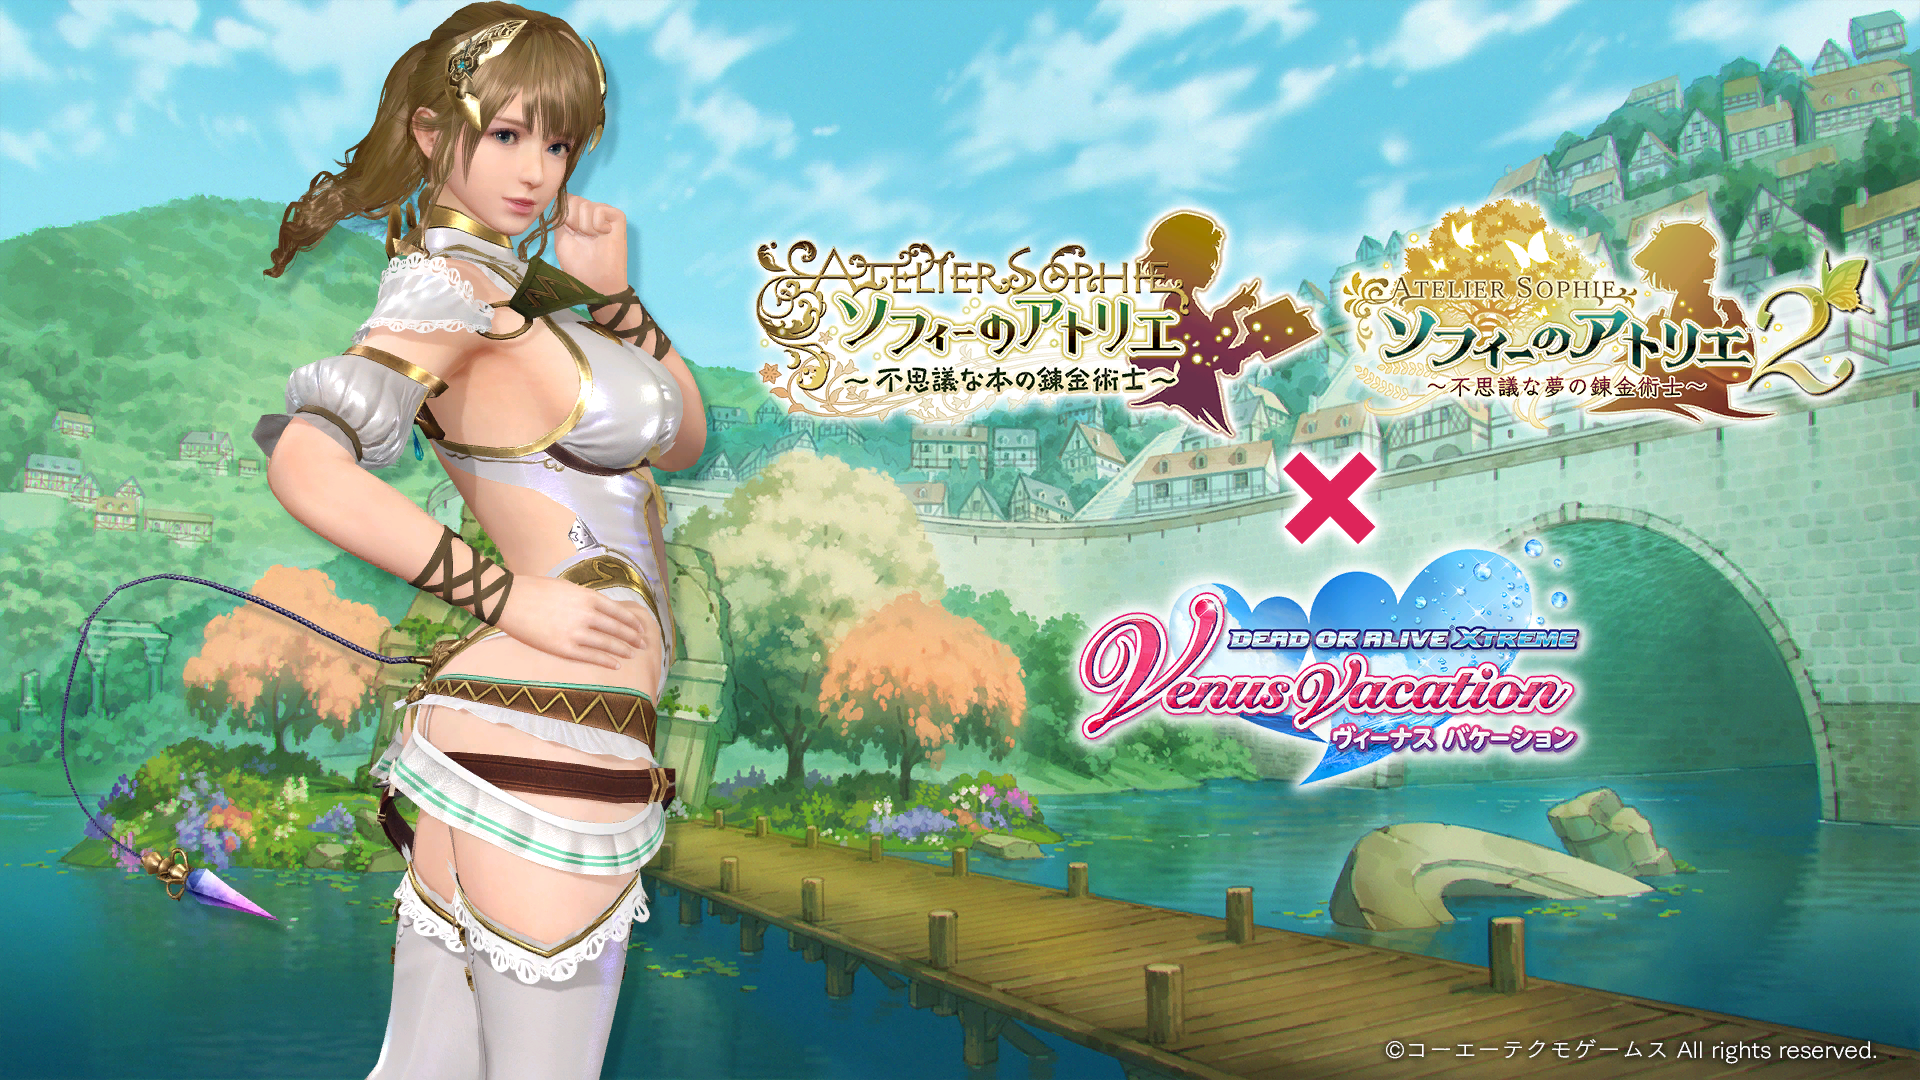 ATELIER SOPHIE
ソフィーのアトリエ
～不思議な本の錬金術士～
ATELIER SOPHIE
ソフィーのアトリエ2
～不思議な夢の錬金術士～
DEAD OR ALIVE XTREME
Venus Vacation
ヴィーナス バケーション
©コーエーテクモゲームス All rights reserved.